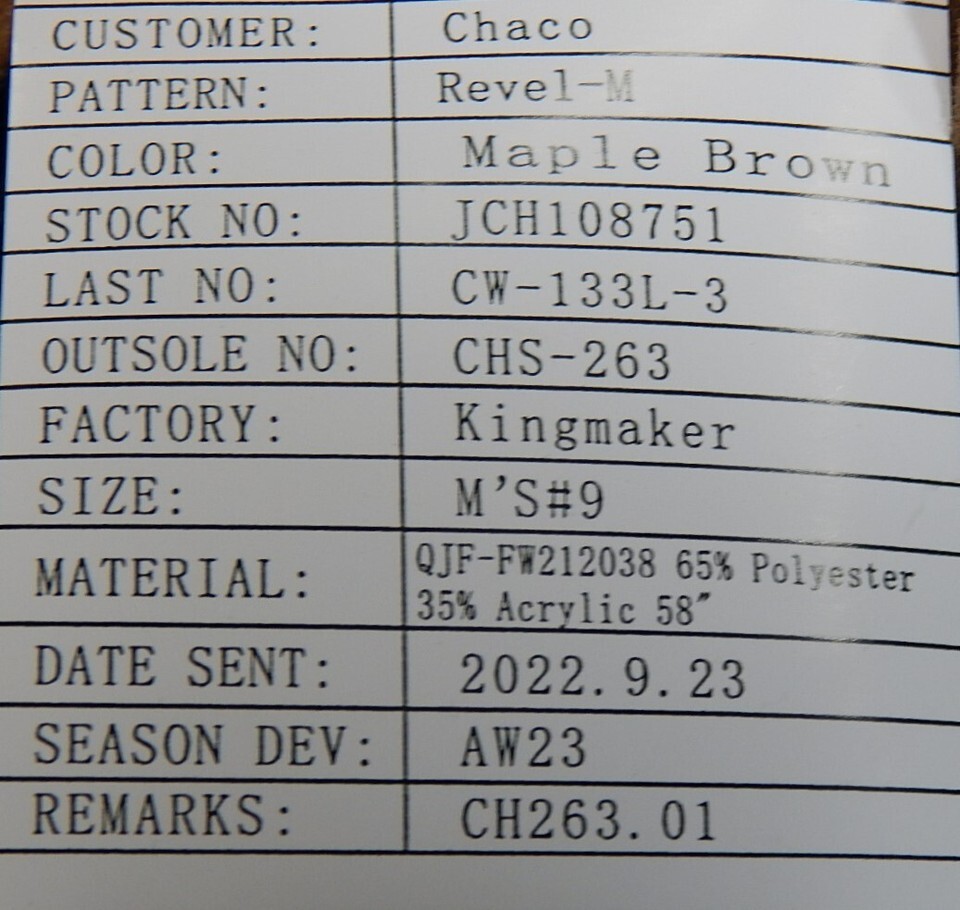 CUSTOMER: Chaco
PATTERN: Revel-M
COLOR: Maple Brown
STOCK NO: JCH108751
LAST NO: CW-133L-3
OUTSOLE NO: CHS-263
FACTORY: Kingmaker
SIZE: M'S#9
MATERIAL: QJF-FW212038 65% Polyester
35% Acrylic 58"
DATE SENT: 2022.9.23
SEASON DEV: AW23
REMARKS: CH263.01